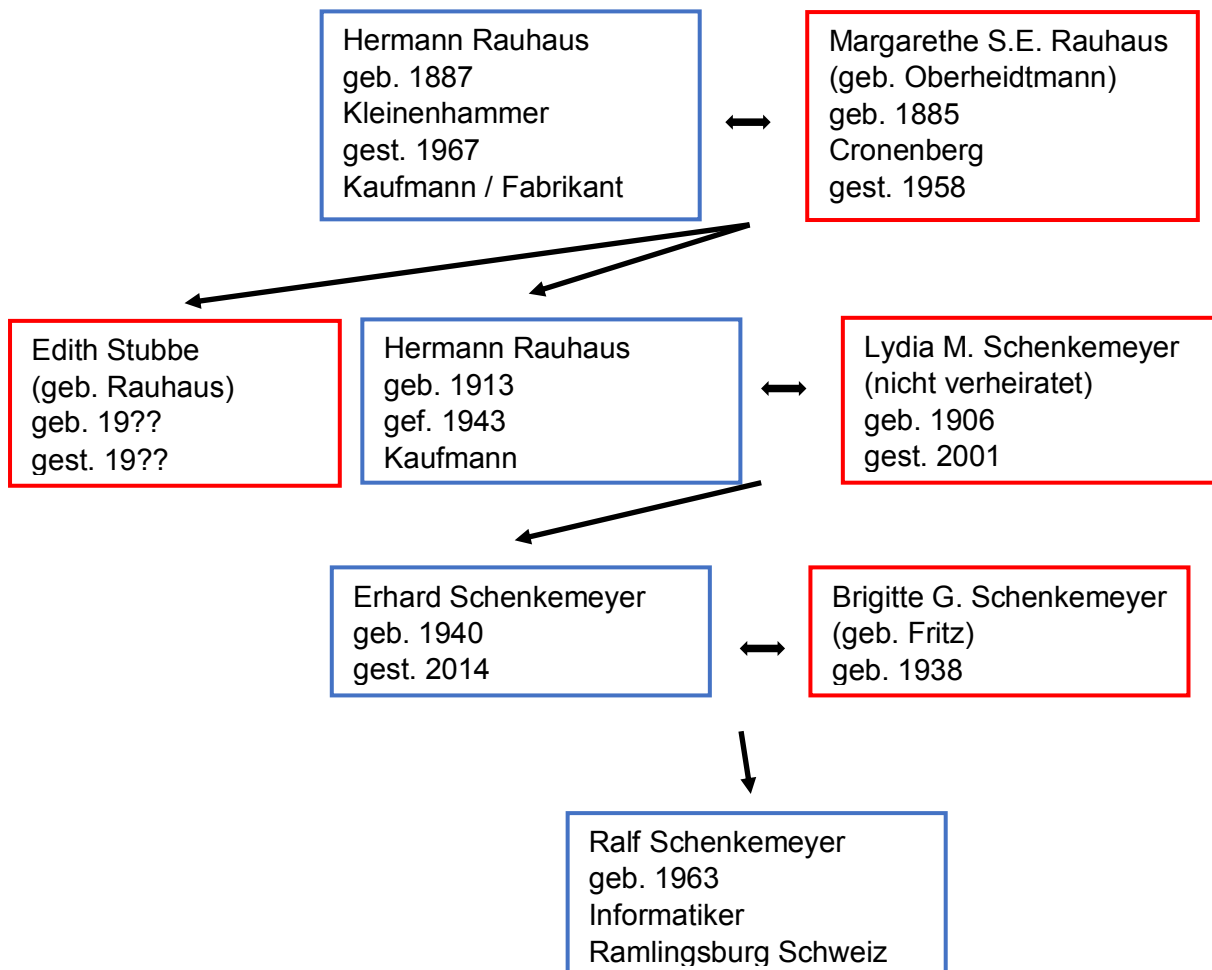 Hermann Rauhaus
geb. 1887
Kleinenhammer
gest. 1967
Kaufmann / Fabrikant
Margarethe S.E. Rauhaus
(geb. Oberheidtmann)
geb. 1885
Cronenberg
gest. 1958
Edith Stubbe
(geb. Rauhaus)
geb. 19??
gest. 19??
Hermann Rauhaus
geb. 1913
gef. 1943
Kaufmann
Lydia M. Schenkemeyer
(nicht verheiratet)
geb. 1906
gest. 2001
Erhard Schenkemeyer
geb. 1940
gest. 2014
Brigitte G. Schenkemeyer
(geb. Fritz)
geb. 1938
Ralf Schenkemeyer
geb. 1963
Informatiker
Ramlingsburg Schweiz